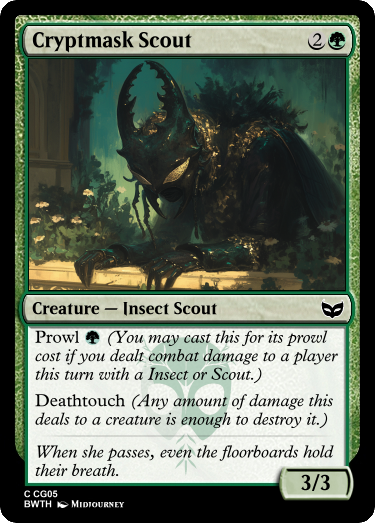 Cryptmask Scout 2
Creature — Insect Scout
Prowl (You may cast this for its prowl
cost if you dealt combat damage to a player
this turn with a Insect or Scout.)
Deathtouch (Any amount of damage this
deals to a creature is enough to destroy it.)
When she passes, even the floorboards hold
their breath.
3/3
C CG05
BWTH Midjourney